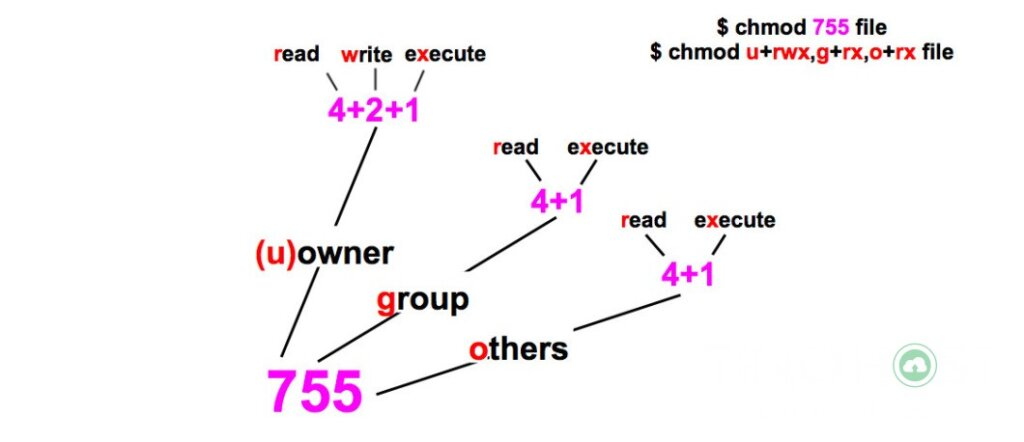 $ chmod 755 file
$ chmod u+rwx,g+rx,o+rx file
read write execute
4+2+1
read execute
4+1
read execute
4+1
(u)owner
group
others
755